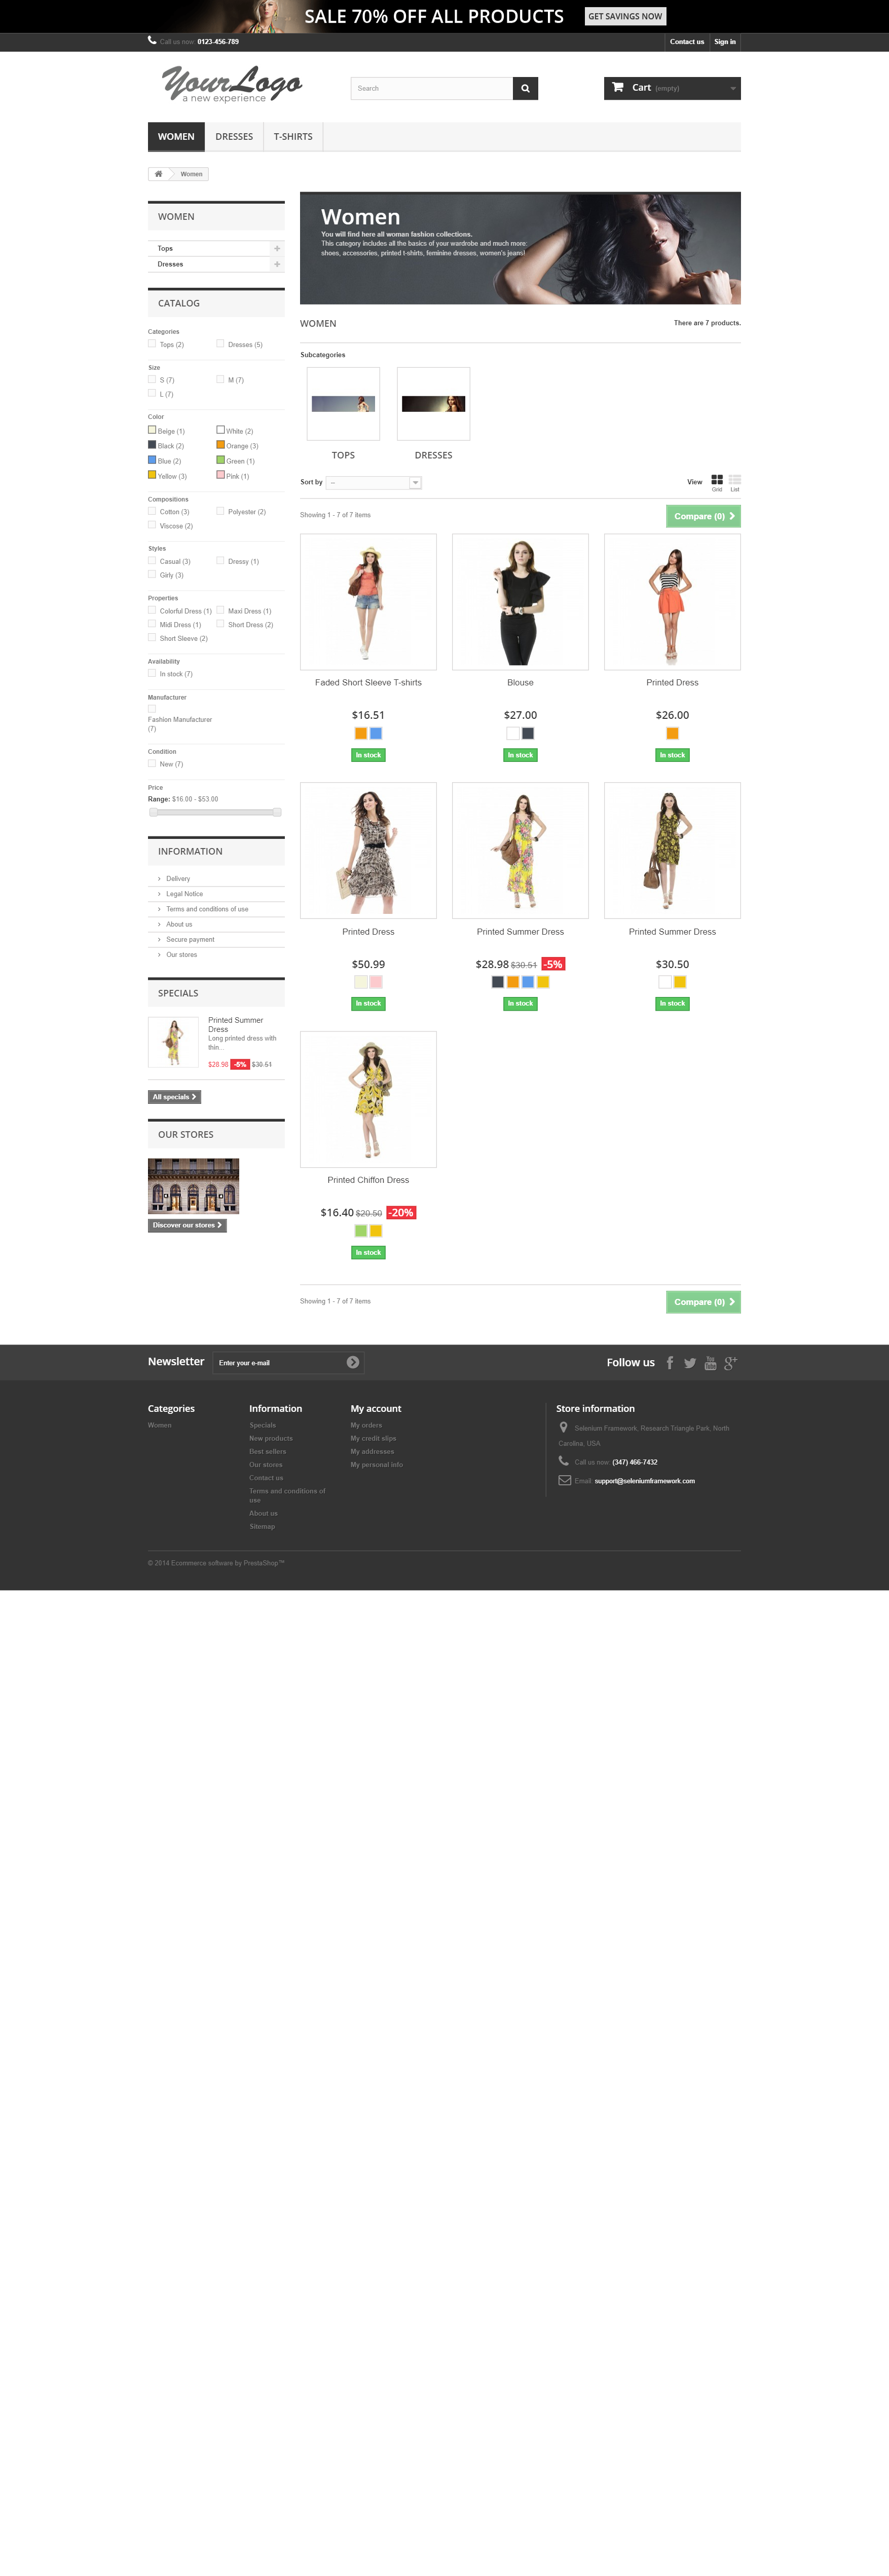 SALE 70% OFF ALL PRODUCTS
GET SAVINGS NOW
Call us now: 0123-456-789
Contact us
Sign in
YourLogo
a new experience
Search
Cart (empty)
WOMEN
DRESSES
T-SHIRTS
Women
WOMEN
Tops
Dresses
CATALOG
Categories
Tops (2)
Dresses (5)
Size
S (7)
M (7)
L (7)
Color
Beige (1)
White (2)
Black (2)
Orange (3)
Blue (2)
Green (1)
Yellow (3)
Pink (1)
Compositions
Cotton (3)
Polyester (2)
Viscose (2)
Styles
Casual (3)
Dressy (1)
Girly (3)
Properties
Colorful Dress (1)
Maxi Dress (1)
Midi Dress (1)
Short Dress (2)
Short Sleeve (2)
Availability
In stock (7)
Manufacturer
Fashion Manufacturer
(7)
Condition
New (7)
Price
Range: $16.00 - $53.00
INFORMATION
Delivery
Legal Notice
Terms and conditions of use
About us
Secure payment
Our stores
SPECIALS
Printed Summer
Dress
Long printed dress with
thin...
$28.98 -5% $30.51
All specials
OUR STORES
Discover our stores
Women
You will find here all woman fashion collections.
This category includes all the basics of your wardrobe and much more:
shoes, accessories, printed t-shirts, feminine dresses, women's jeans!
WOMEN
There are 7 products.
Subcategories
TOPS
DRESSES
Sort by
--
View
Grid
List
Showing 1 - 7 of 7 items
Compare (0)
Faded Short Sleeve T-shirts
$16.51
In stock
Blouse
$27.00
In stock
Printed Dress
$26.00
In stock
Printed Dress
$50.99
In stock
Printed Summer Dress
$28.98 $30.51 -5%
In stock
Printed Summer Dress
$30.50
In stock
Printed Chiffon Dress
$16.40 $20.50 -20%
In stock
Showing 1 - 7 of 7 items
Compare (0)
Newsletter
Enter your e-mail
Follow us
Categories
Women
Information
Specials
New products
Best sellers
Our stores
Contact us
Terms and conditions of
use
About us
Sitemap
My account
My orders
My credit slips
My addresses
My personal info
Store information
Selenium Framework, Research Triangle Park, North
Carolina, USA
Call us now: (347) 466-7432
Email: support@seleniumframework.com
© 2014 Ecommerce software by PrestaShop™